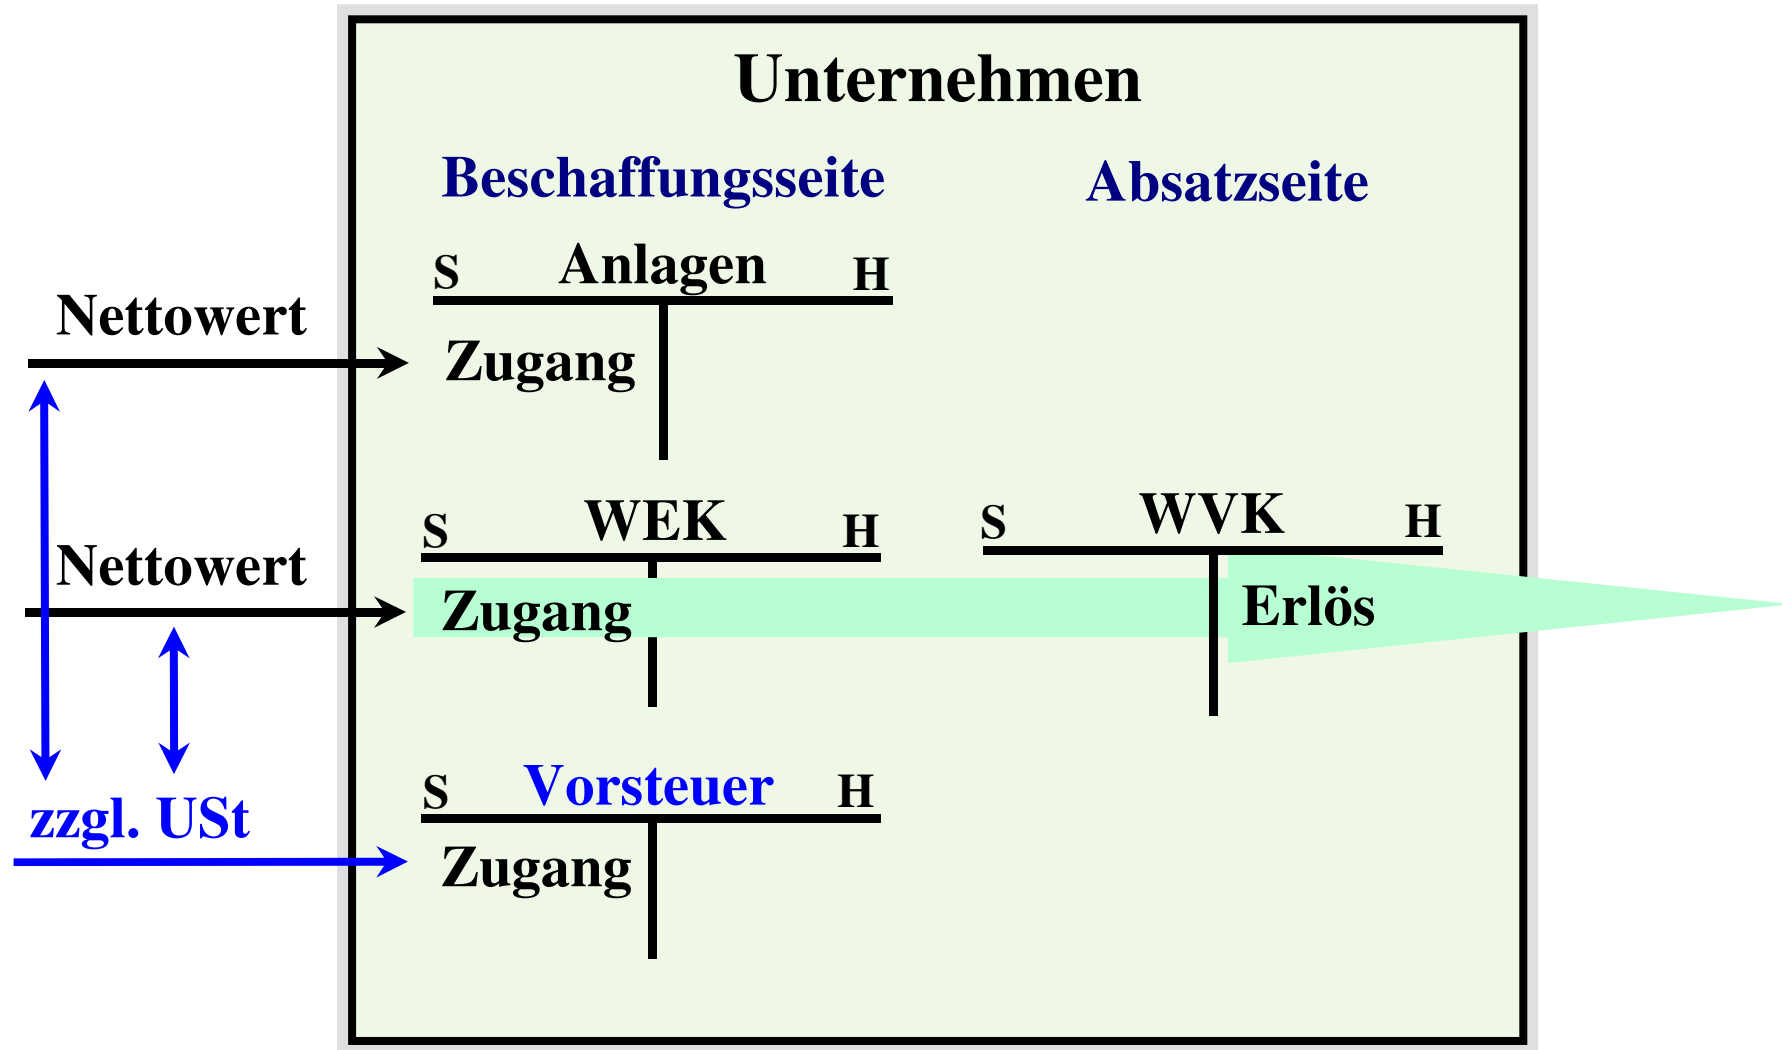 Unternehmen
Beschaffungsseite
Absatzseite
S Anlagen H
Nettowert
Zugang
S WEK H
S WVK H
Nettowert
Zugang
Erlös
S Vorsteuer H
zzgl. USt
Zugang